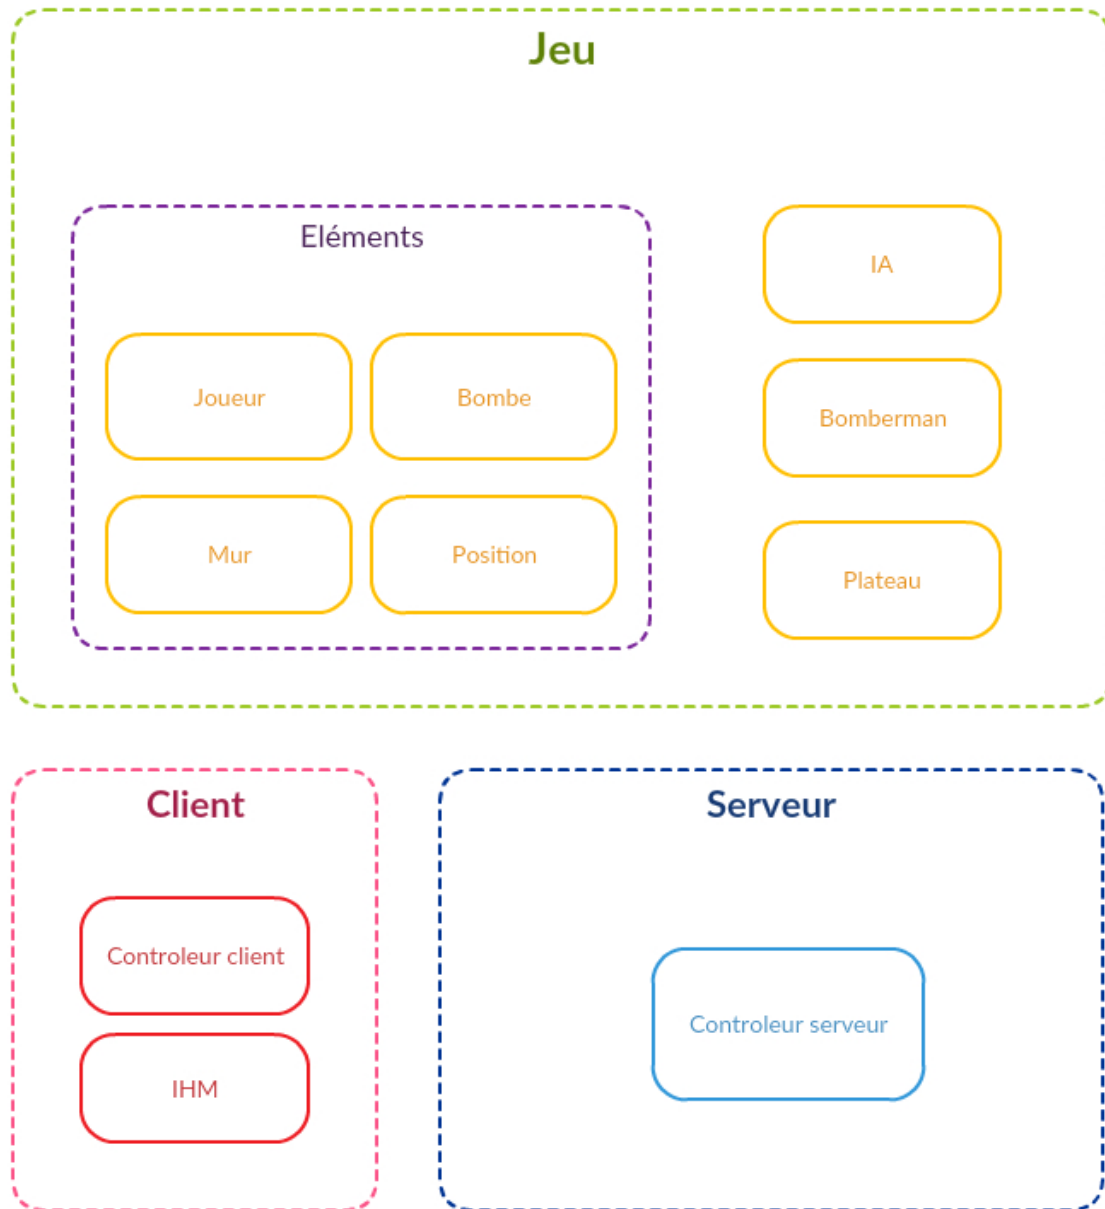 Jeu
Eléments
IA
Joueur
Bombe
Bomberman
Mur
Position
Plateau
Client
Serveur
Controleur client
Controleur serveur
IHM